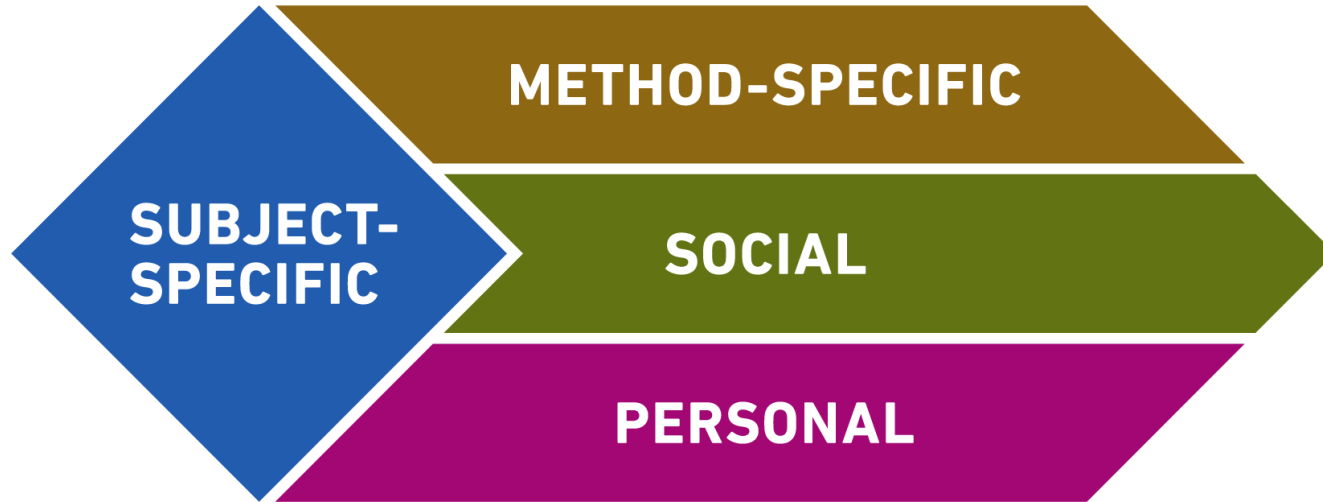 METHOD-SPECIFIC
SUBJECT-
SPECIFIC
SOCIAL
PERSONAL